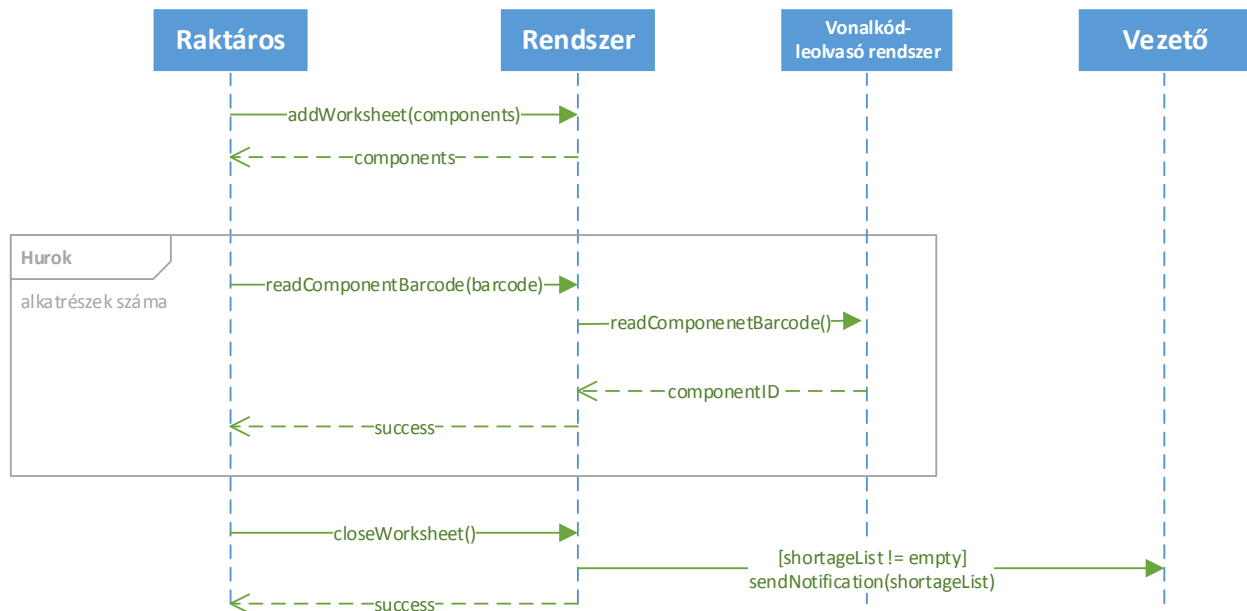 Raktáros
Rendszer
Vonalkód-
leolvasó rendszer
Vezető
addWorksheet(components)
components
Hurok
alkatrészek száma
readComponentBarcode(barcode)
readComponenetBarcode()
componentID
success
closeWorksheet()
[shortageList != empty]
sendNotification(shortageList)
success